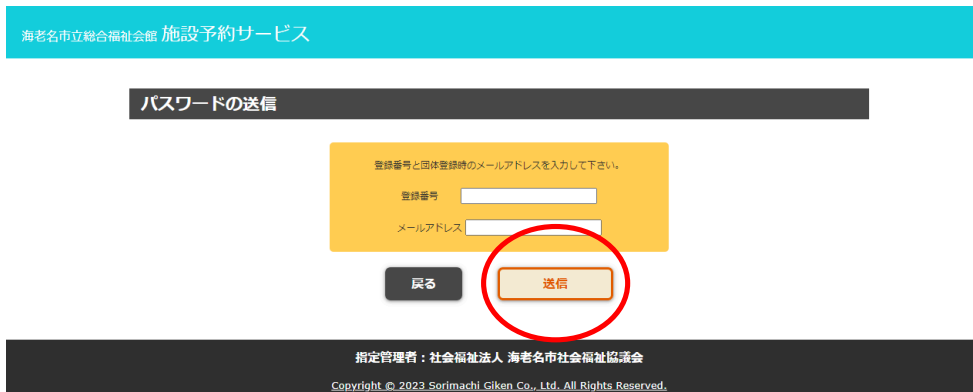 海老名市立総合福祉会館 施設予約サービス
パスワードの送信
登録番号と団体登録時のメールアドレスを入力して下さい。
登録番号
メールアドレス
戻る
送信
指定管理者：社会福祉法人 海老名市社会福祉協議会
Copyright © 2023 Sorimachi Giken Co., Ltd. All Rights Reserved.